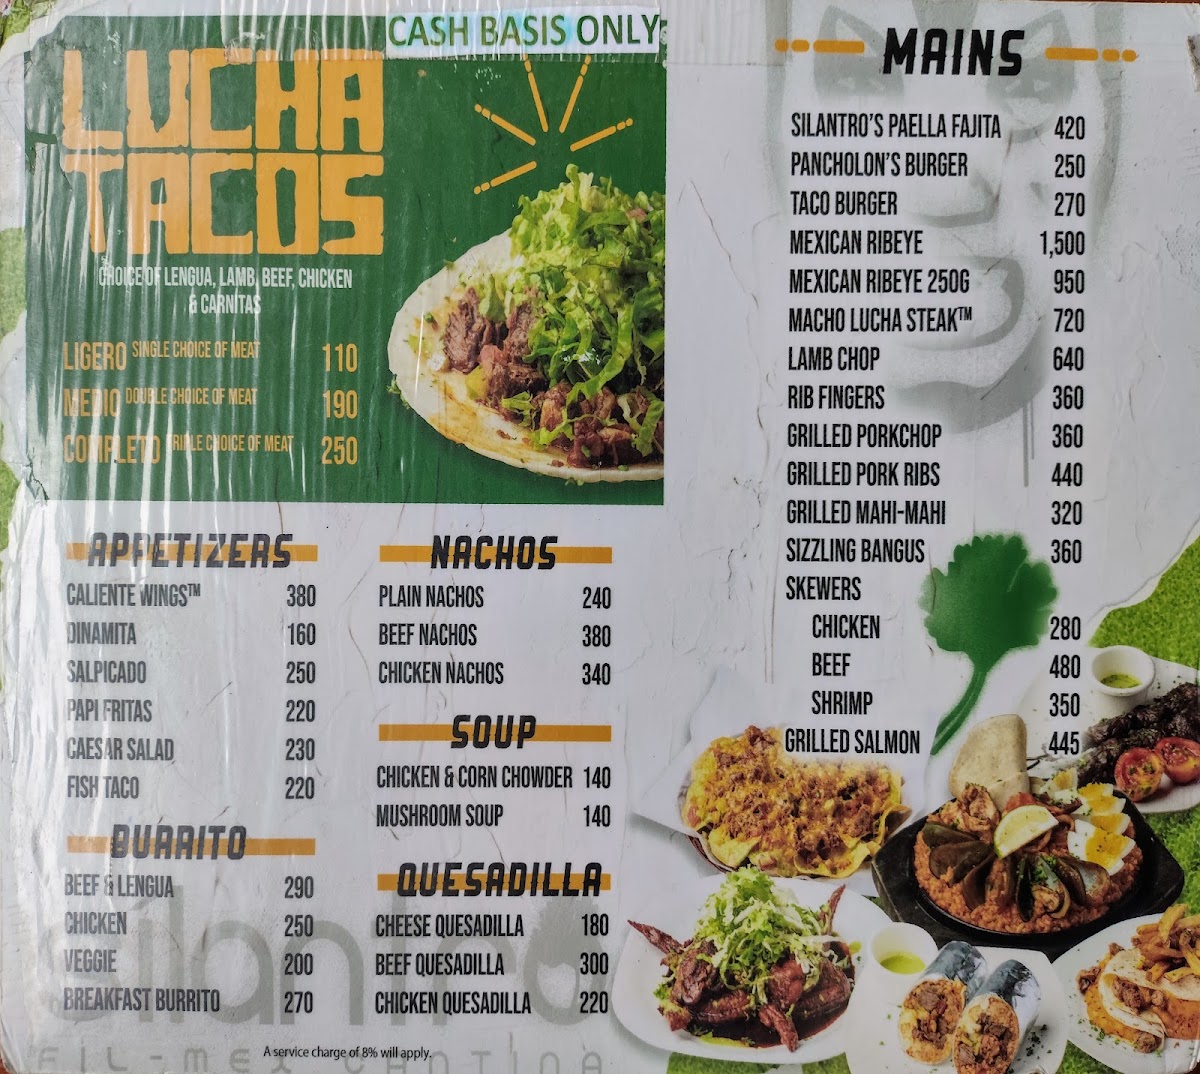 CASH BASIS ONLY
LUCHA
TACOS
CHOICE OF LENGUA, LAMB, BEEF, CHICKEN
& CARNITAS
LIGERO SINGLE CHOICE OF MEAT 110
MEDIO DOUBLE CHOICE OF MEAT 190
COMPLETO TRIPLE CHOICE OF MEAT 250
APPETIZERS
CALIENTE WINGS™ 380
DINAMITA 160
SALPICADO 250
PAPI FRITAS 220
CAESAR SALAD 230
FISH TACO 220
BURRITO
BEEF & LENGUA 290
CHICKEN 250
VEGGIE 200
BREAKFAST BURRITO 270
NACHOS
PLAIN NACHOS 240
BEEF NACHOS 380
CHICKEN NACHOS 340
SOUP
CHICKEN & CORN CHOWDER 140
MUSHROOM SOUP 140
QUESADILLA
CHEESE QUESADILLA 180
BEEF QUESADILLA 300
CHICKEN QUESADILLA 220
MAINS
SILANTRO'S PAELLA FAJITA 420
PANCHOLON'S BURGER 250
TACO BURGER 270
MEXICAN RIBEYE 1,500
MEXICAN RIBEYE 250G 950
MACHO LUCHA STEAK™ 720
LAMB CHOP 640
RIB FINGERS 360
GRILLED PORKCHOP 360
GRILLED PORK RIBS 440
GRILLED MAHI-MAHI 320
SIZZLING BANGUS 360
SKEWERS
CHICKEN 280
BEEF 480
SHRIMP 350
GRILLED SALMON 445
silantro
FIL-MEX CANTINA
A service charge of 8% will apply.